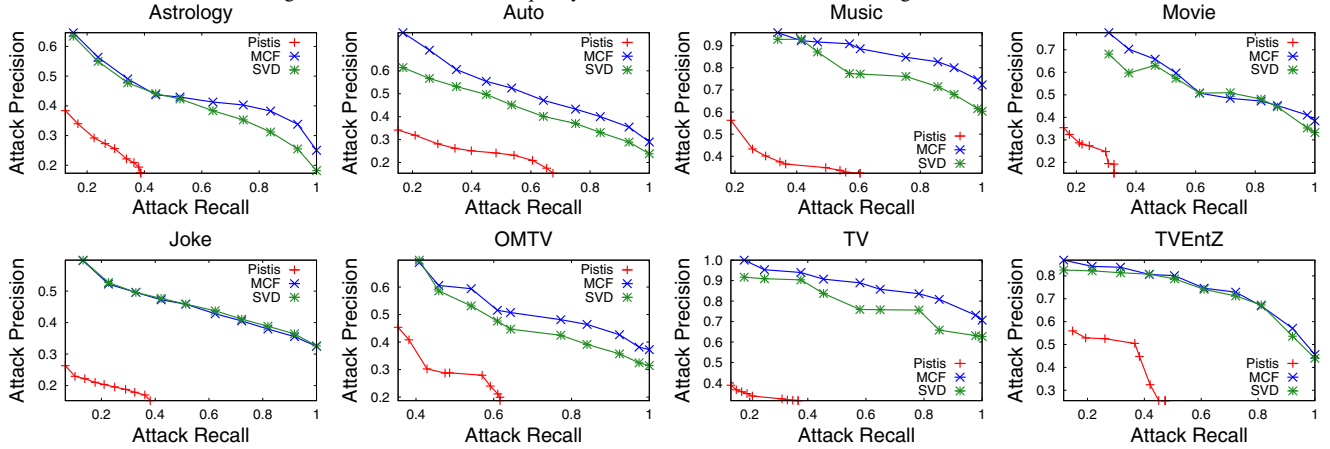 Astrology
Attack Precision
0.6
0.5
0.4
0.3
0.2
Pistis
MCF
SVD
0.2 0.4 0.6 0.8 1
Attack Recall
Auto
Attack Precision
0.6
0.5
0.4
0.3
0.2
Pistis
MCF
SVD
0.2 0.4 0.6 0.8 1
Attack Recall
Music
Attack Precision
0.9
0.8
0.7
0.6
0.5
0.4
Pistis
MCF
SVD
0.2 0.4 0.6 0.8 1
Attack Recall
Movie
Attack Precision
0.7
0.6
0.5
0.4
0.3
0.2
Pistis
MCF
SVD
0.2 0.4 0.6 0.8 1
Attack Recall
Joke
Attack Precision
0.5
0.4
0.3
0.2
Pistis
MCF
SVD
0.2 0.4 0.6 0.8 1
Attack Recall
OMTV
Attack Precision
0.5
0.4
0.3
0.2
Pistis
MCF
SVD
0.4 0.6 0.8 1
Attack Recall
TV
Attack Precision
1.0
0.9
0.8
0.7
0.6
0.5
0.4
Pistis
MCF
SVD
0.2 0.4 0.6 0.8 1
Attack Recall
TVEntZ
Attack Precision
0.8
0.7
0.6
0.5
0.4
0.3
Pistis
MCF
SVD
0.2 0.4 0.6 0.8 1
Attack Recall